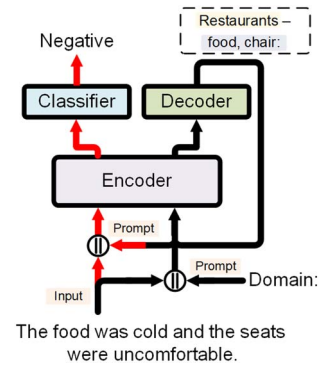 Restaurants –
food, chair:
Negative
Classifier
Decoder
Encoder
Prompt
||
Prompt
||
Domain:
Input
The food was cold and the seats
were uncomfortable.